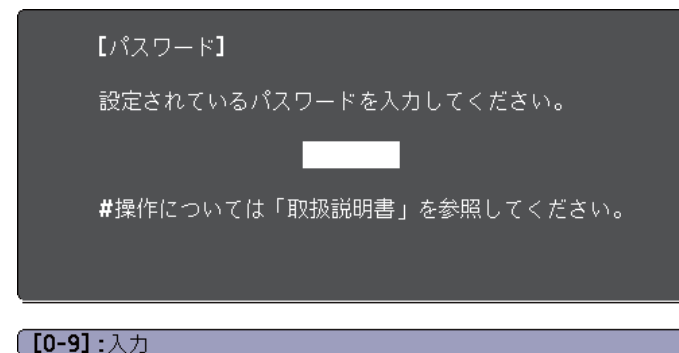 【パスワード】
設定されているパスワードを入力してください。
#操作については「取扱説明書」を参照してください。
[0-9]:入力